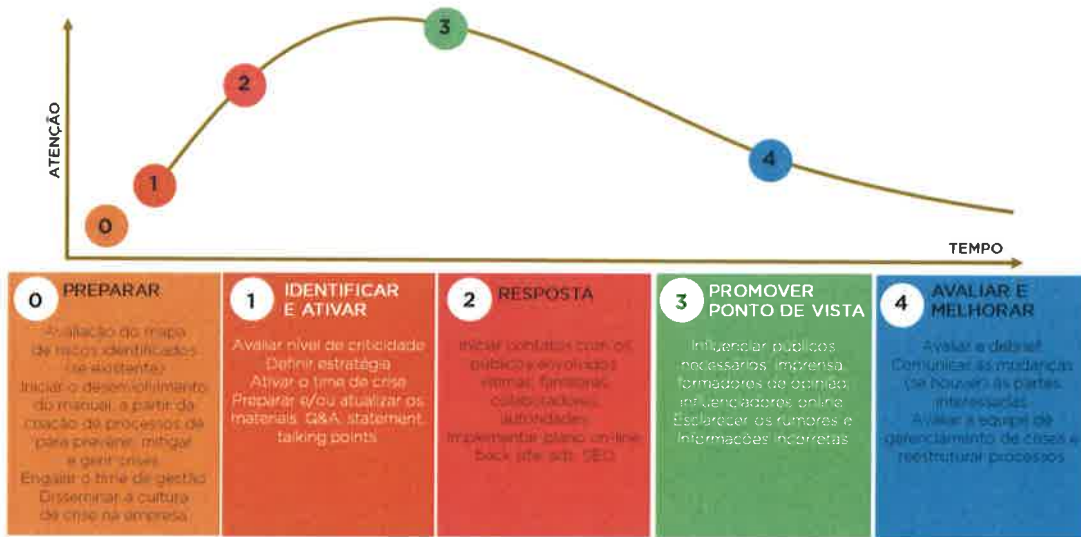 3
2
ATENÇÃO
4
1
0
TEMPO
0 PREPARAR
Avaliação do mapa
de riscos identificados
(se existente)
Iniciar o desenvolvimento
do manual, a partir da
criação de processos de
para prevenir, mitigar
e gerir crises
Engajar o time de gestão
Disseminar a cultura
de crise na empresa
1 IDENTIFICAR
E ATIVAR
Avaliar nível de criticidade
Definir estratégia
Ativar o time de crise
Preparar e/ou atualizar os
materiais: Q&A, statement,
talking points
2 RESPOSTA
Iniciar contatos com os
públicos envolvidos
vítimas, familiares,
colaboradores,
autoridades
Implementar plano on-line
SEO
3 PROMOVER
PONTO DE VISTA
Influenciar públicos
necessários: imprensa,
formadores de opinião,
influenciadores online
Esclarecer os rumores e
informações incorretas
4 AVALIAR E
MELHORAR
Avaliar e debrief
Comunicar as mudanças
(se houver) às partes
interessadas
Avaliar a equipe de
gerenciamento de crises e
reestruturar processos